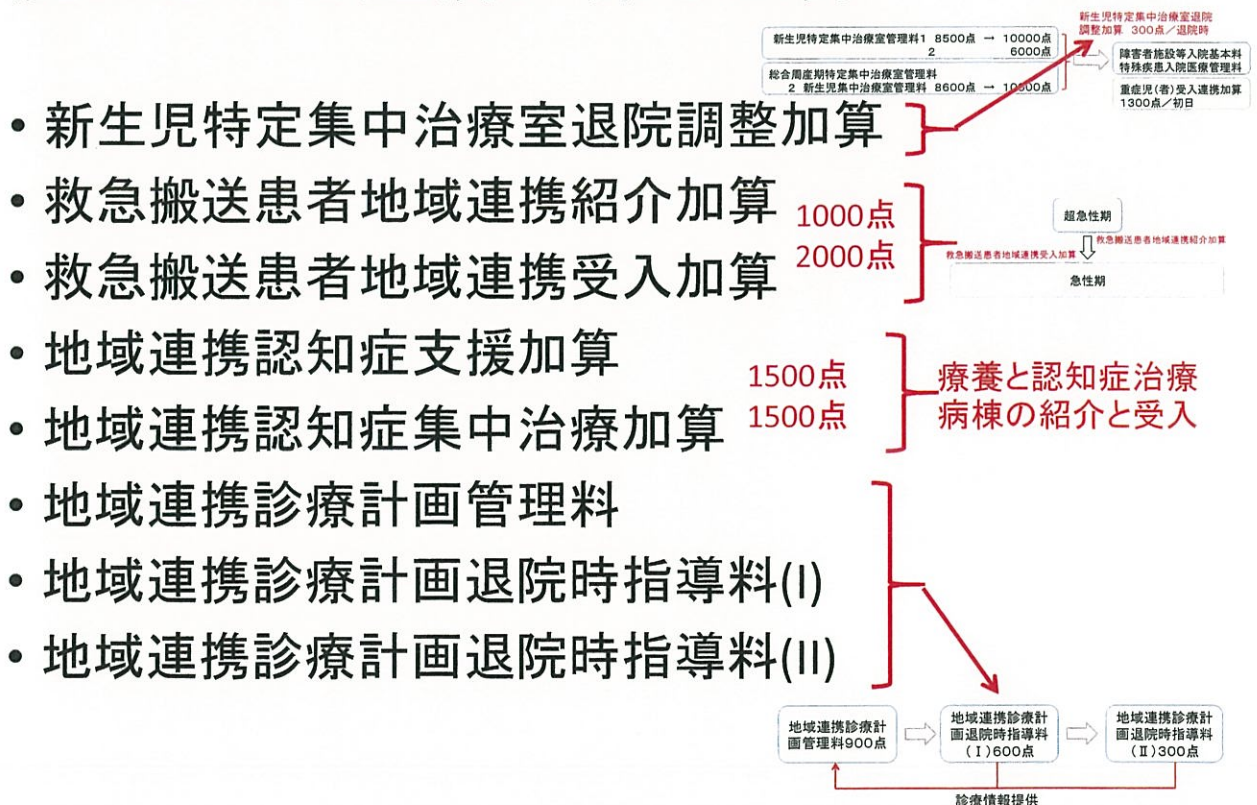 新生児特定集中治療室退院
調整加算 300点／退院時
新生児特定集中治療室管理料1 8500点 → 10000点
2 6000点
総合周産期特定集中治療室管理料
2 新生児集中治療室管理料 8600点 → 10500点
障害者施設等入院基本料
特殊疾患入院医療管理料
重症児(者)受入連携加算
1300点／初日
• 新生児特定集中治療室退院調整加算
• 救急搬送患者地域連携紹介加算 1000点
• 救急搬送患者地域連携受入加算 2000点
超急性期
救急搬送患者地域連携紹介加算
救急搬送患者地域連携受入加算
急性期
• 地域連携認知症支援加算 1500点
• 地域連携認知症集中治療加算 1500点
療養と認知症治療
病棟の紹介と受入
• 地域連携診療計画管理料
• 地域連携診療計画退院時指導料(I)
• 地域連携診療計画退院時指導料(II)
地域連携診療計
画管理料900点
地域連携診療計
画退院時指導料
(Ⅰ)600点
地域連携診療計
画退院時指導料
(Ⅱ)300点
診療情報提供